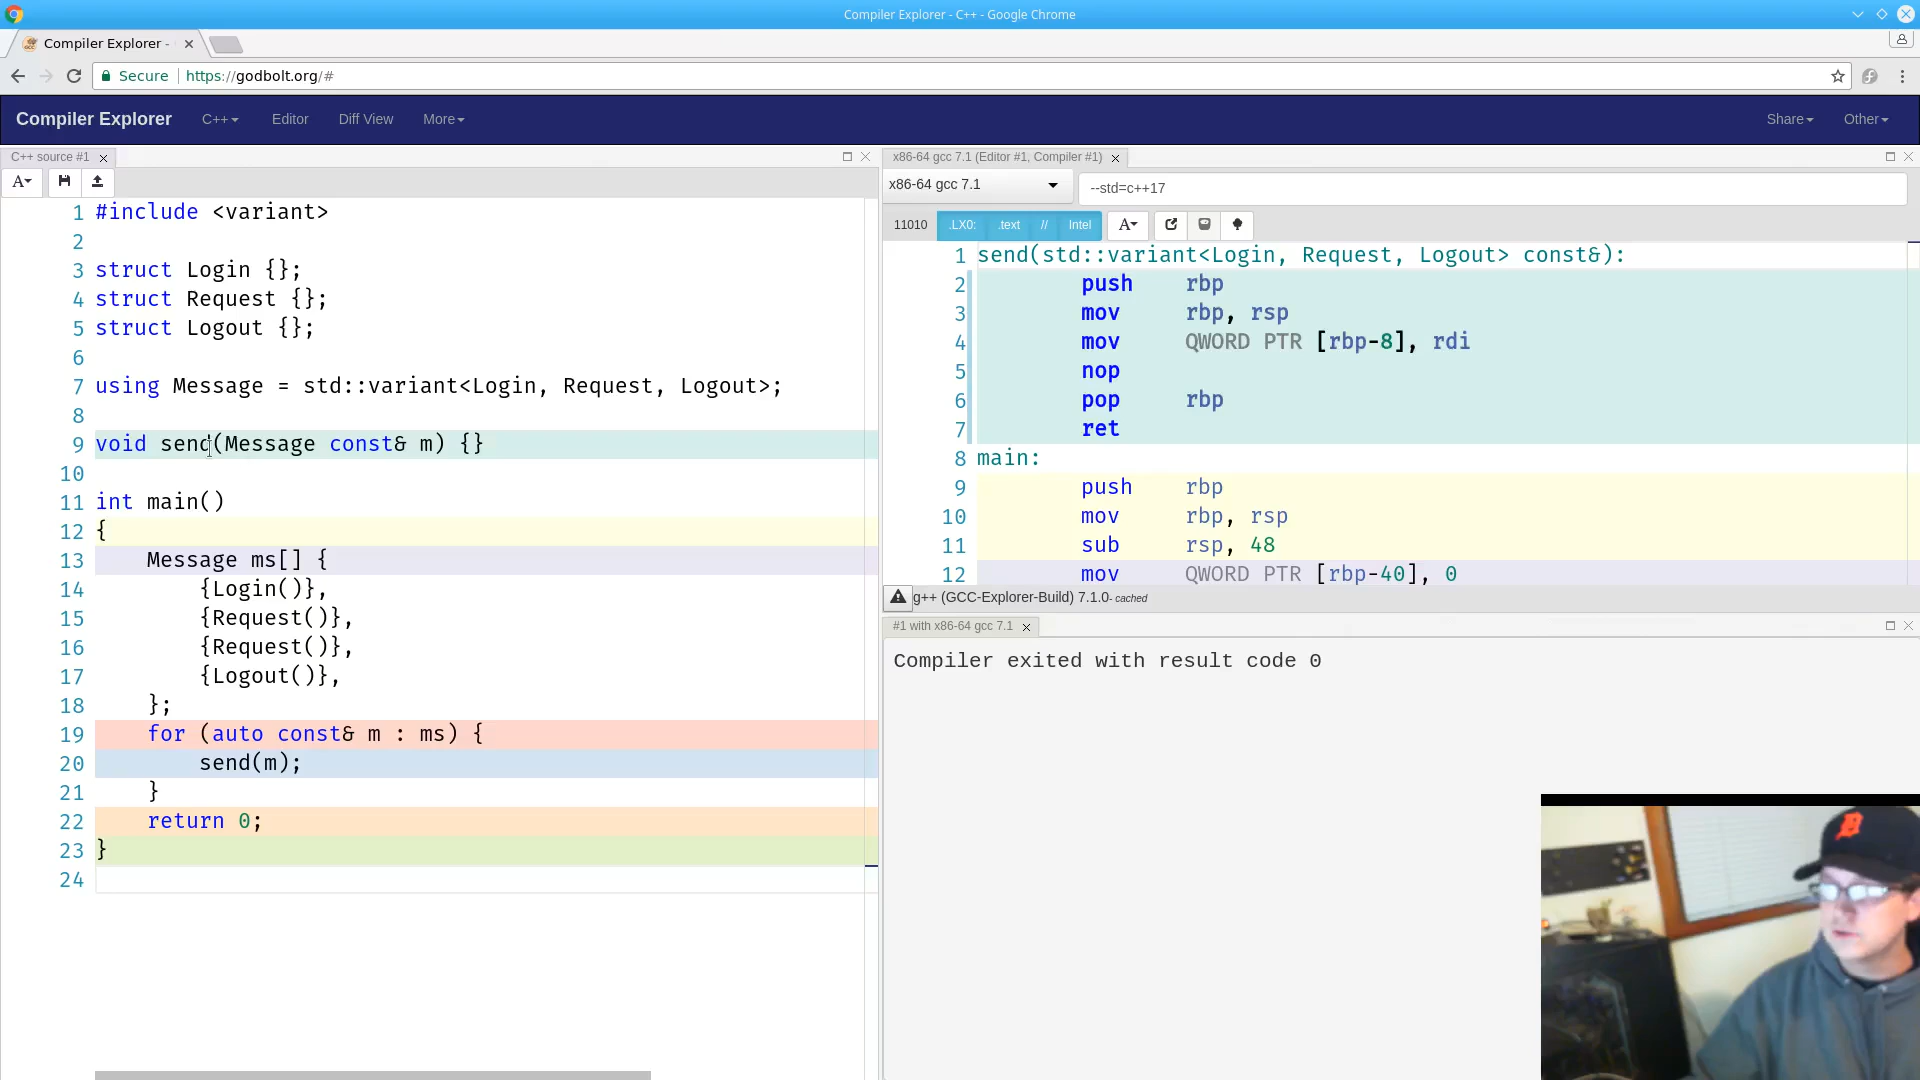 Compiler Explorer - C++ - Google Chrome
Compiler Explorer -
Secure https://godbolt.org/#
Compiler Explorer C++ Editor Diff View More Share Other
C++ source #1
A
1 #include <variant>
2
3 struct Login {};
4 struct Request {};
5 struct Logout {};
6
7 using Message = std::variant<Login, Request, Logout>;
8
9 void send(Message const& m) {}
10
11 int main()
12 {
13 Message ms[] {
14 {Login()},
15 {Request()},
16 {Request()},
17 {Logout()},
18 };
19 for (auto const& m : ms) {
20 send(m);
21 }
22 return 0;
23 }
24
x86-64 gcc 7.1 (Editor #1, Compiler #1)
x86-64 gcc 7.1 --std=c++17
11010 .LX0: .text // Intel A
1 send(std::variant<Login, Request, Logout> const&):
2 push rbp
3 mov rbp, rsp
4 mov QWORD PTR [rbp-8], rdi
5 nop
6 pop rbp
7 ret
8 main:
9 push rbp
10 mov rbp, rsp
11 sub rsp, 48
12 mov QWORD PTR [rbp-40], 0
g++ (GCC-Explorer-Build) 7.1.0- cached
#1 with x86-64 gcc 7.1
Compiler exited with result code 0